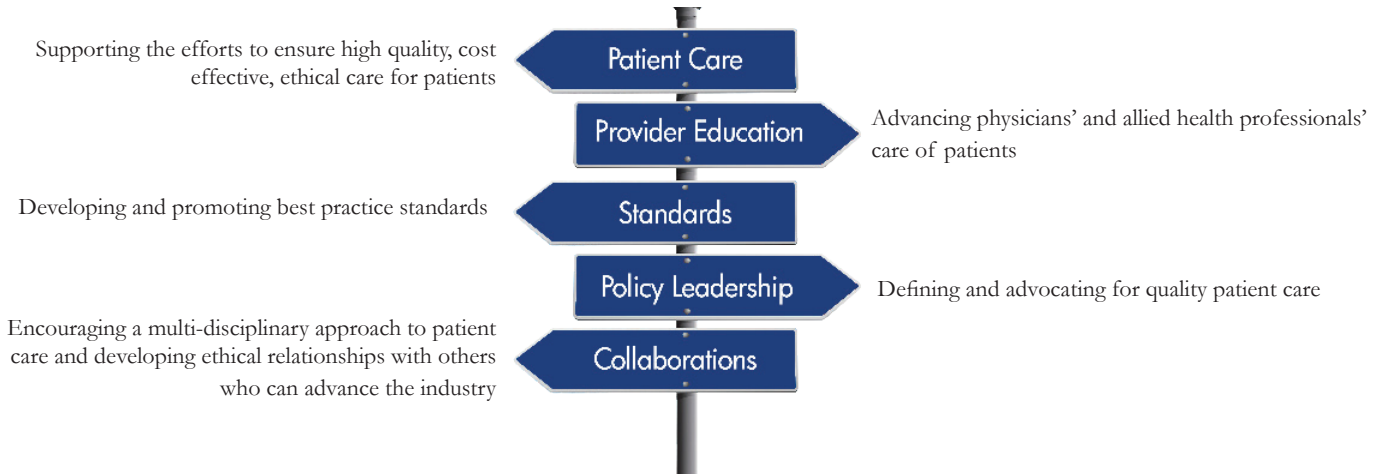 Supporting the efforts to ensure high quality, cost
effective, ethical care for patients
Patient Care
Provider Education
Advancing physicians’ and allied health professionals’
care of patients
Developing and promoting best practice standards
Standards
Policy Leadership
Defining and advocating for quality patient care
Encouraging a multi-disciplinary approach to patient
care and developing ethical relationships with others
who can advance the industry
Collaborations